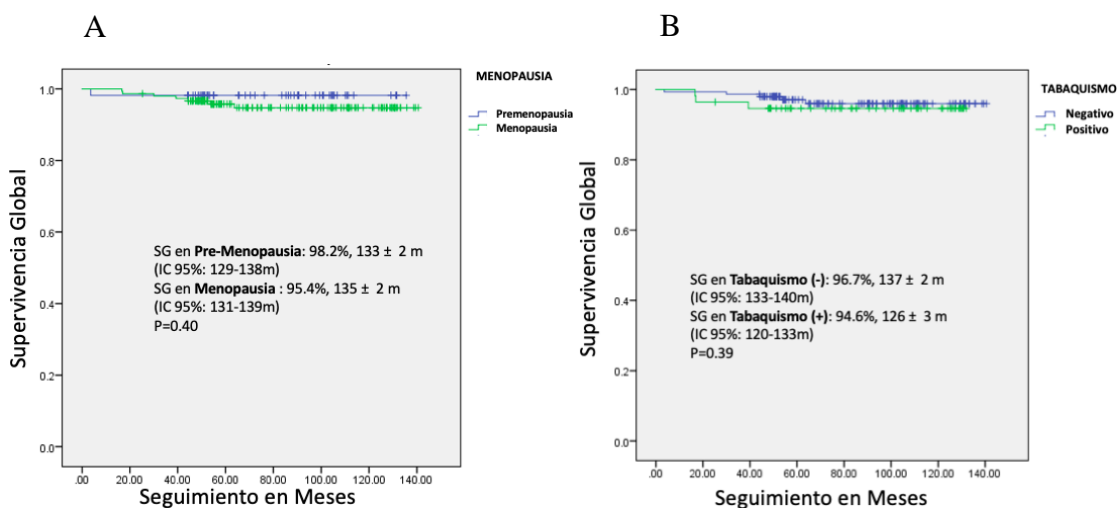 A
MENOPAUSIA
Premenopausia
Menopausia
Supervivencia Global
1.0
0.8
0.6
0.4
0.2
0.0
SG en Pre-Menopausia: 98.2%, 133 ± 2 m
(IC 95%: 129-138m)
SG en Menopausia : 95.4%, 135 ± 2 m
(IC 95%: 131-139m)
P=0.40
.00 20.00 40.00 60.00 80.00 100.00 120.00 140.00
Seguimiento en Meses
B
TABAQUISMO
Negativo
Positivo
Supervivencia Global
1.0
0.8
0.6
0.4
0.2
0.0
SG en Tabaquismo (-): 96.7%, 137 ± 2 m
(IC 95%: 133-140m)
SG en Tabaquismo (+): 94.6%, 126 ± 3 m
(IC 95%: 120-133m)
P=0.39
.00 20.00 40.00 60.00 80.00 100.00 120.00 140.00
Seguimiento en Meses